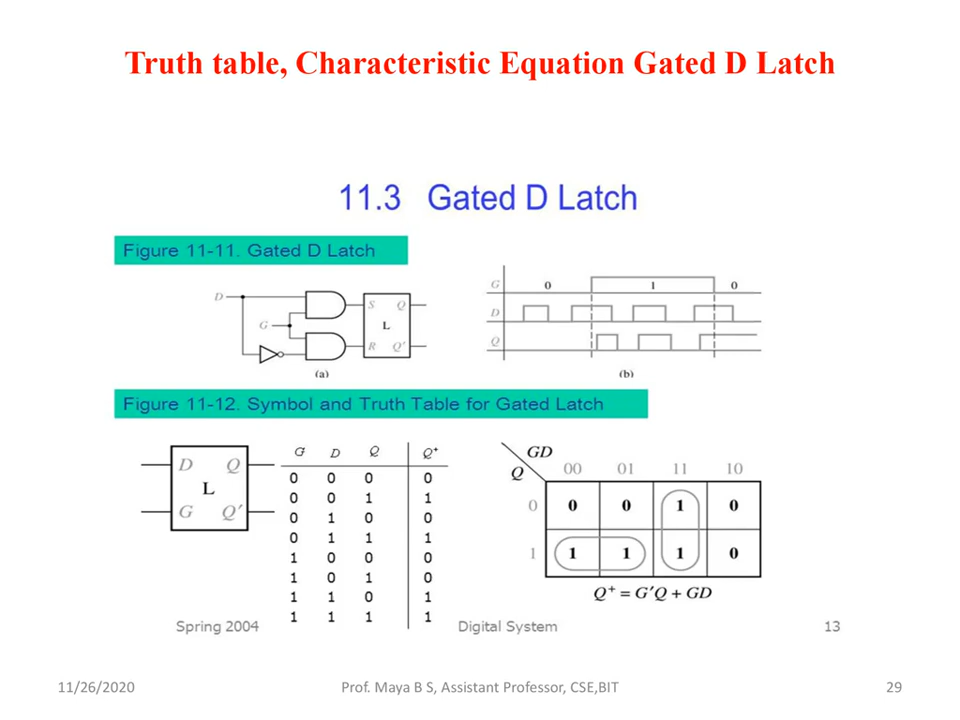 Truth table, Characteristic Equation Gated D Latch
11.3 Gated D Latch
Figure 11-11. Gated D Latch
D
G
S Q
L
R Q'
(a)
G 0 1 0
D
Q
(b)
Figure 11-12. Symbol and Truth Table for Gated Latch
D Q
L
G Q'
G D Q Q⁺
0 0 0 0
0 0 1 1
0 1 0 0
0 1 1 1
1 0 0 0
1 0 1 0
1 1 0 1
1 1 1 1
GD
Q 00 01 11 10
0 0 0 1 0
1 1 1 1 0
Q⁺ = G'Q + GD
Spring 2004 Digital System 13
11/26/2020 Prof. Maya B S, Assistant Professor, CSE,BIT 29